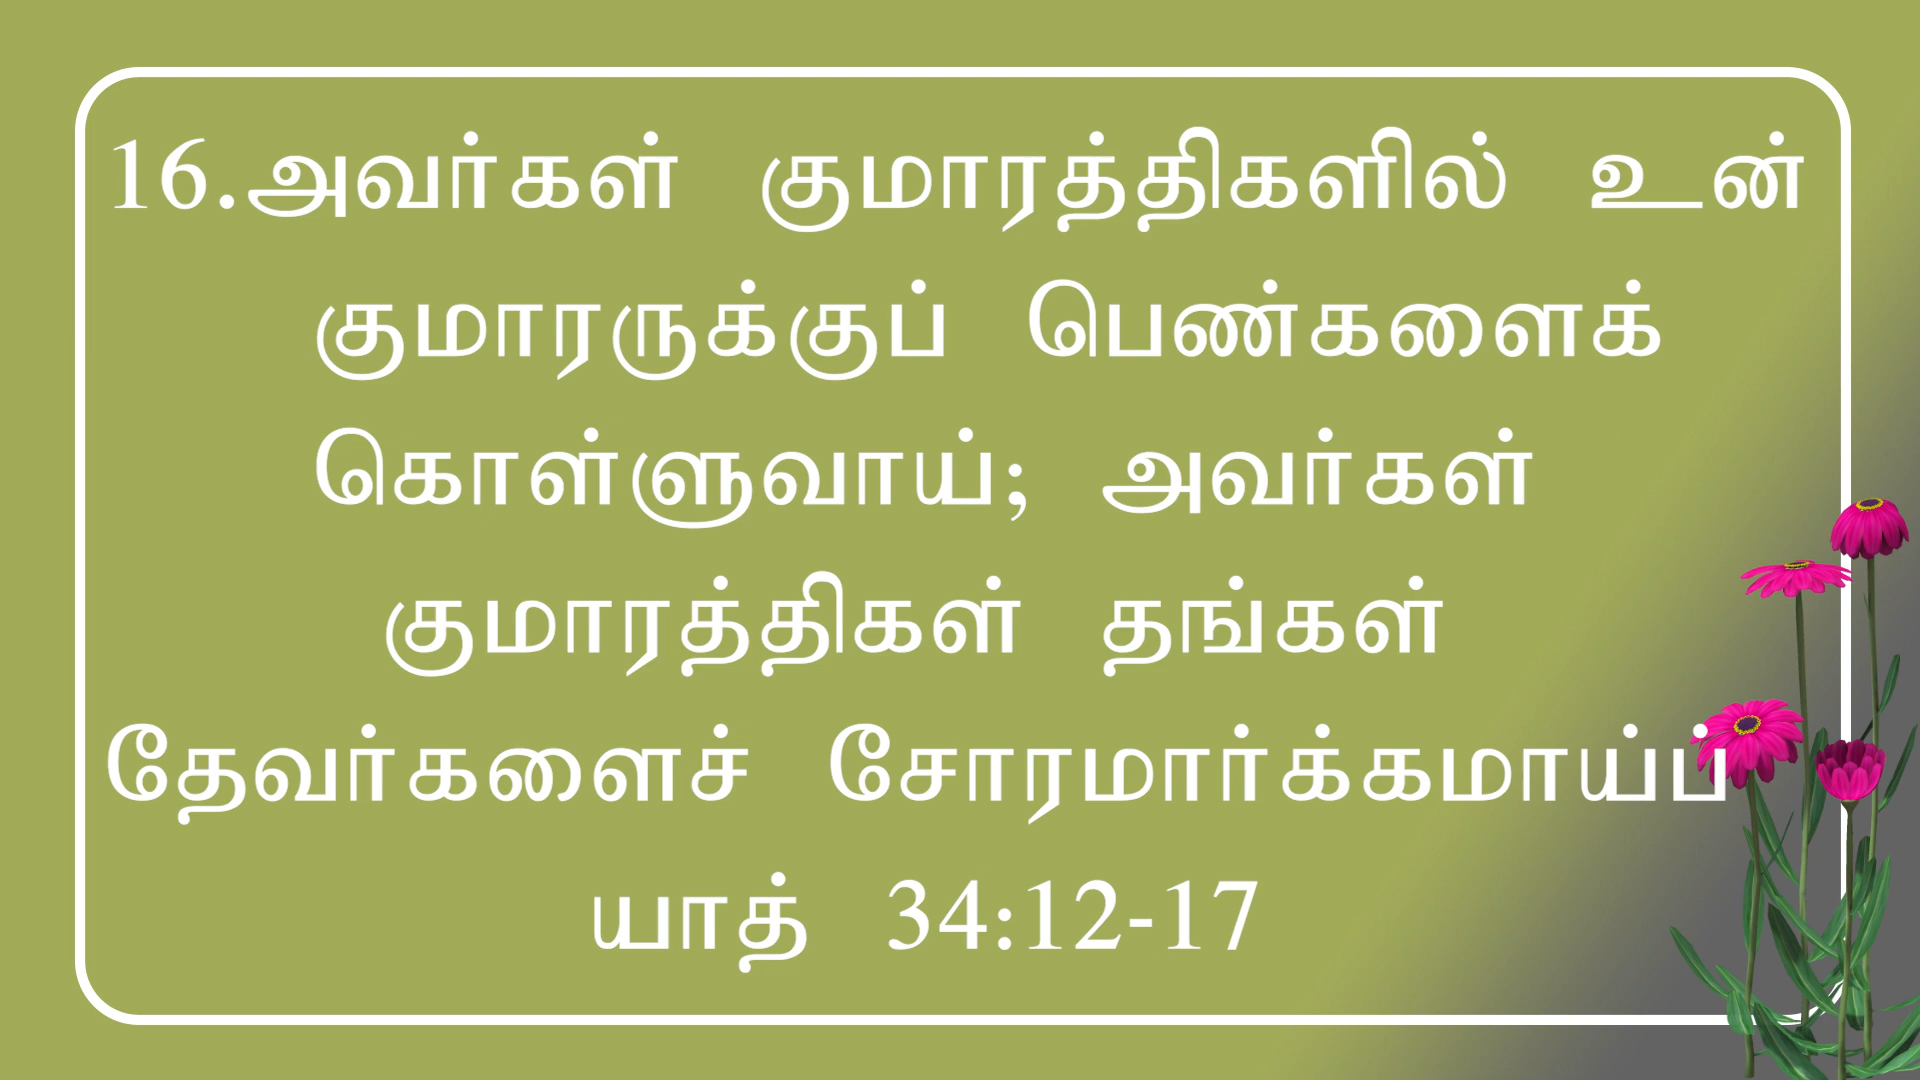 16.அவர்கள் குமாரத்திகளில் உன்
குமாரருக்குப் பெண்களைக்
கொள்ளுவாய்; அவர்கள்
குமாரத்திகள் தங்கள்
தேவர்களைச் சோரமார்க்கமாய்ப்
யாத் 34:12-17